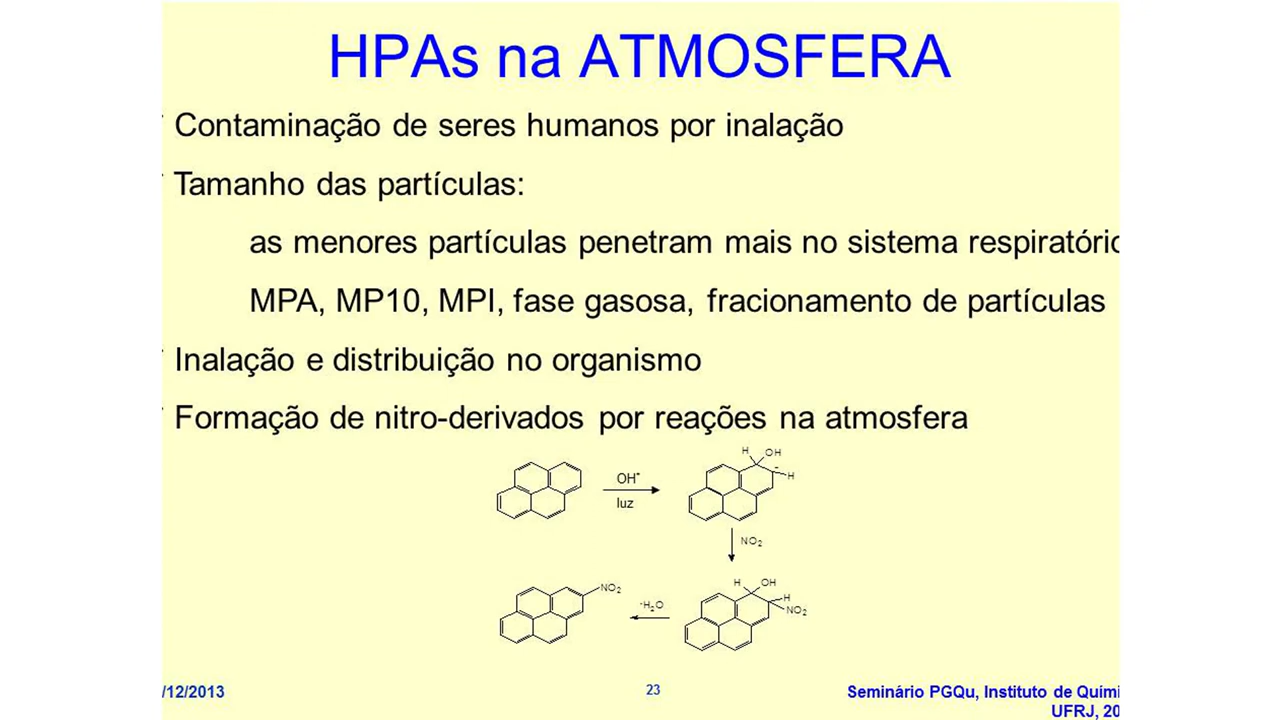 HPAs na ATMOSFERA
Contaminação de seres humanos por inalação
Tamanho das partículas:
as menores partículas penetram mais no sistema respiratório
MPA, MP10, MPI, fase gasosa, fracionamento de partículas
Inalação e distribuição no organismo
Formação de nitro-derivados por reações na atmosfera
H OH
H
OH•
luz
NO2
NO2
H OH
H
NO2
-H2O
/12/2013
23
Seminário PGQu, Instituto de Quími
UFRJ, 20